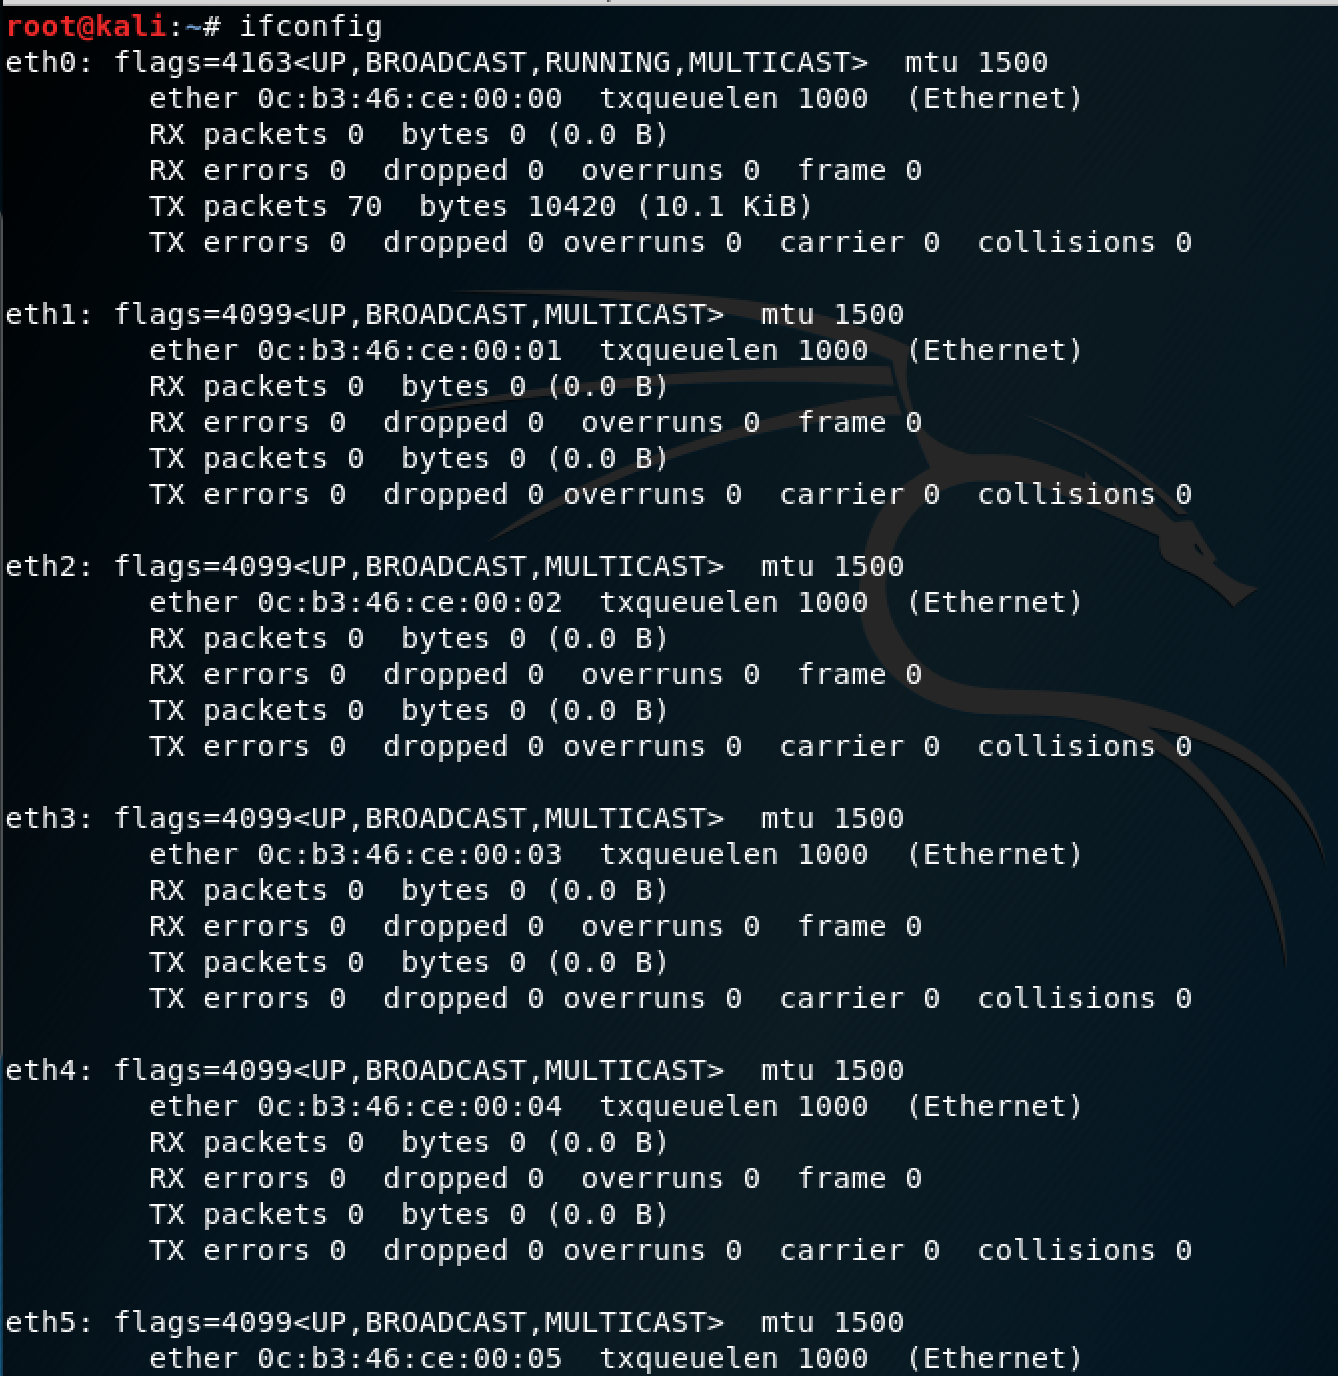 root@kali:~# ifconfig
eth0: flags=4163<UP,BROADCAST,RUNNING,MULTICAST>  mtu 1500
        ether 0c:b3:46:ce:00:00  txqueuelen 1000  (Ethernet)
        RX packets 0  bytes 0 (0.0 B)
        RX errors 0  dropped 0  overruns 0  frame 0
        TX packets 70  bytes 10420 (10.1 KiB)
        TX errors 0  dropped 0 overruns 0  carrier 0  collisions 0

eth1: flags=4099<UP,BROADCAST,MULTICAST>  mtu 1500
        ether 0c:b3:46:ce:00:01  txqueuelen 1000  (Ethernet)
        RX packets 0  bytes 0 (0.0 B)
        RX errors 0  dropped 0  overruns 0  frame 0
        TX packets 0  bytes 0 (0.0 B)
        TX errors 0  dropped 0 overruns 0  carrier 0  collisions 0

eth2: flags=4099<UP,BROADCAST,MULTICAST>  mtu 1500
        ether 0c:b3:46:ce:00:02  txqueuelen 1000  (Ethernet)
        RX packets 0  bytes 0 (0.0 B)
        RX errors 0  dropped 0  overruns 0  frame 0
        TX packets 0  bytes 0 (0.0 B)
        TX errors 0  dropped 0 overruns 0  carrier 0  collisions 0

eth3: flags=4099<UP,BROADCAST,MULTICAST>  mtu 1500
        ether 0c:b3:46:ce:00:03  txqueuelen 1000  (Ethernet)
        RX packets 0  bytes 0 (0.0 B)
        RX errors 0  dropped 0  overruns 0  frame 0
        TX packets 0  bytes 0 (0.0 B)
        TX errors 0  dropped 0 overruns 0  carrier 0  collisions 0

eth4: flags=4099<UP,BROADCAST,MULTICAST>  mtu 1500
        ether 0c:b3:46:ce:00:04  txqueuelen 1000  (Ethernet)
        RX packets 0  bytes 0 (0.0 B)
        RX errors 0  dropped 0  overruns 0  frame 0
        TX packets 0  bytes 0 (0.0 B)
        TX errors 0  dropped 0 overruns 0  carrier 0  collisions 0

eth5: flags=4099<UP,BROADCAST,MULTICAST>  mtu 1500
        ether 0c:b3:46:ce:00:05  txqueuelen 1000  (Ethernet)